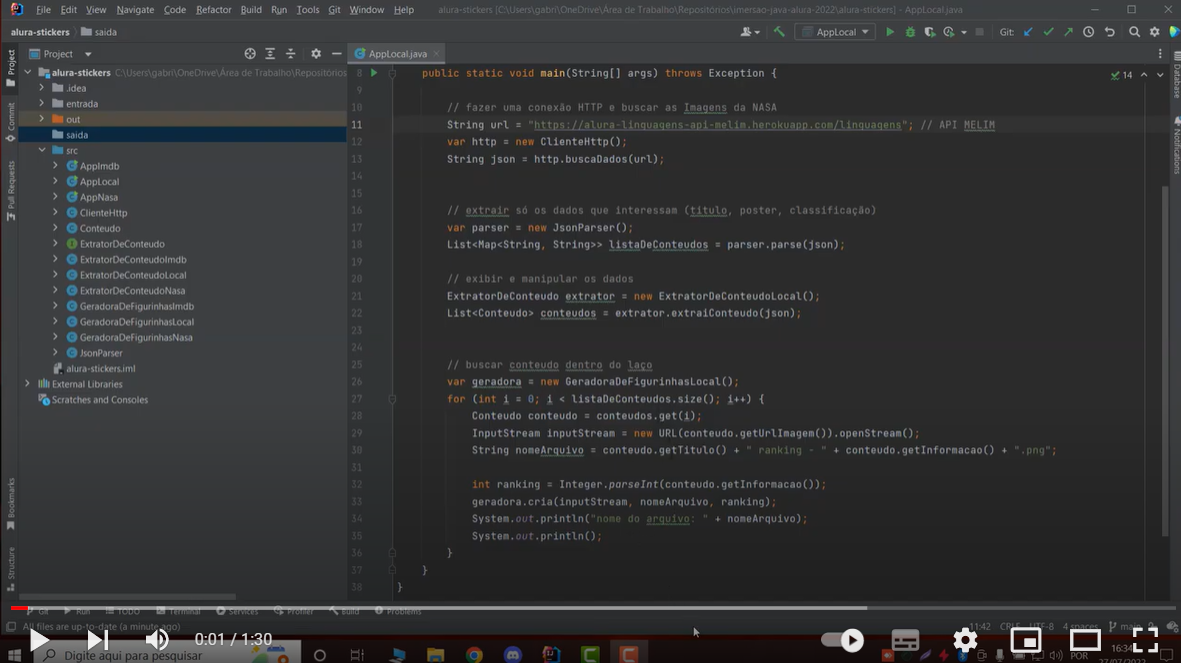 File Edit View Navigate Code Refactor Build Run Tools Git Window Help alura-stickers - C:\Users\gabri\OneDrive\Área de Trabalho\Repositórios\imersao-java-alura-2022\alura-stickers] - AppLocal.java
alura-stickers saida
AppLocal Git:
Project
AppLocal.java
Project
Commit
Pull Requests
Bookmarks
Structure
Database
Notifications
alura-stickers C:\Users\gabri\OneDrive\Área de Trabalho\Repositórios
.idea
entrada
out
saida
src
AppImdb
AppLocal
AppNasa
ClienteHttp
Conteudo
ExtratorDeConteudo
ExtratorDeConteudoImdb
ExtratorDeConteudoLocal
ExtratorDeConteudoNasa
GeradoraDeFigurinhasImdb
GeradoraDeFigurinhasLocal
GeradoraDeFigurinhasNasa
JsonParser
alura-stickers.iml
External Libraries
Scratches and Consoles
14
8 public static void main(String[] args) throws Exception {
9
10 // fazer uma conexão HTTP e buscar as Imagens da NASA
11 String url = "https://alura-linguagens-api-melim.herokuapp.com/linguagens"; // API MELIM
12 var http = new ClienteHttp();
13 String json = http.buscaDados(url);
14
15
16 // extrair só os dados que interessam (titulo, poster, classificação)
17 var parser = new JsonParser();
18 List<Map<String, String>> listaDeConteudos = parser.parse(json);
19
20 // exibir e manipular os dados
21 ExtratorDeConteudo extrator = new ExtratorDeConteudoLocal();
22 List<Conteudo> conteudos = extrator.extraiConteudo(json);
23
24
25 // buscar conteudo dentro do laço
26 var geradora = new GeradoraDeFigurinhasLocal();
27 for (int i = 0; i < listaDeConteudos.size(); i++) {
28 Conteudo conteudo = conteudos.get(i);
29 InputStream inputStream = new URL(conteudo.getUrlImagem()).openStream();
30 String nomeArquivo = conteudo.getTitulo() + " ranking - " + conteudo.getInformacao() + ".png";
31
32 int ranking = Integer.parseInt(conteudo.getInformacao());
33 geradora.cria(inputStream, nomeArquivo, ranking);
34 System.out.println("nome do arquivo: " + nomeArquivo);
35 System.out.println();
36 }
37 }
38 }
Git Run TODO Terminal Services Profiler Build Problems
All files are up-to-date (a minute ago) 11:42 CRLF UTF-8 4 spaces main
0:01 / 1:30
Digite aqui para pesquisar POR 16:34
27/07/2022